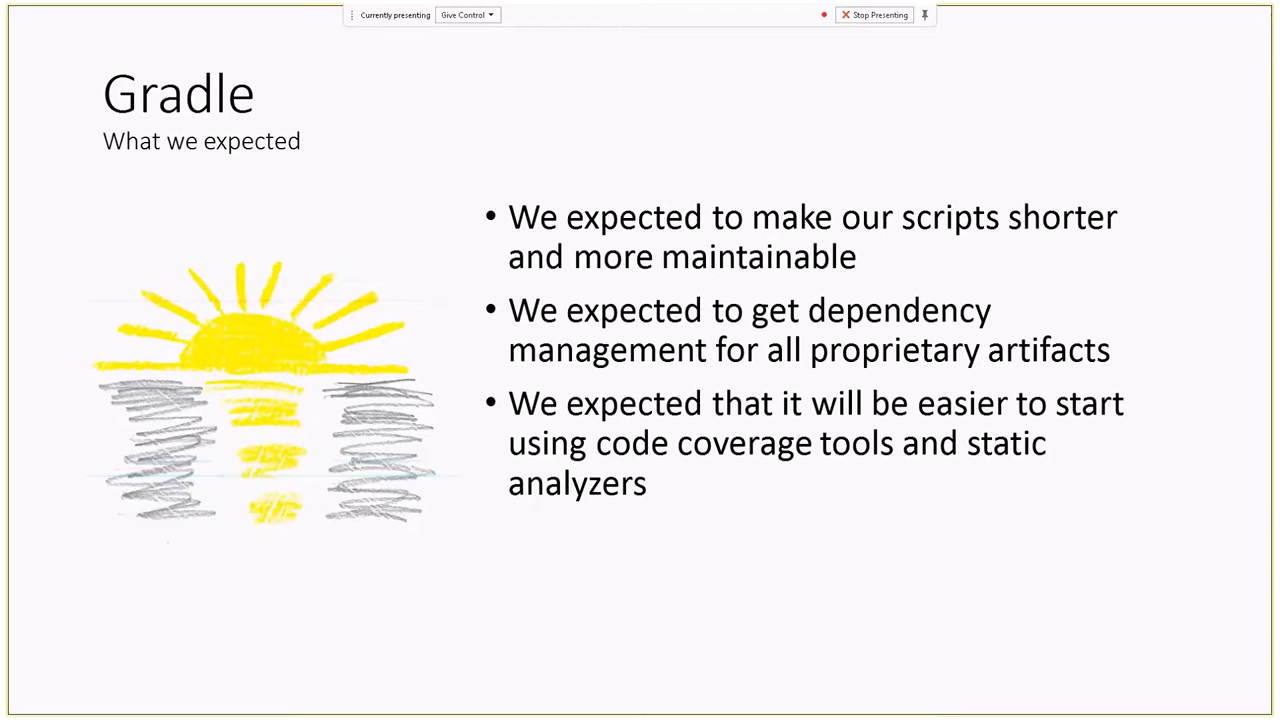 Currently presenting Give Control Stop Presenting
Gradle
What we expected
• We expected to make our scripts shorter
and more maintainable
• We expected to get dependency
management for all proprietary artifacts
• We expected that it will be easier to start
using code coverage tools and static
analyzers